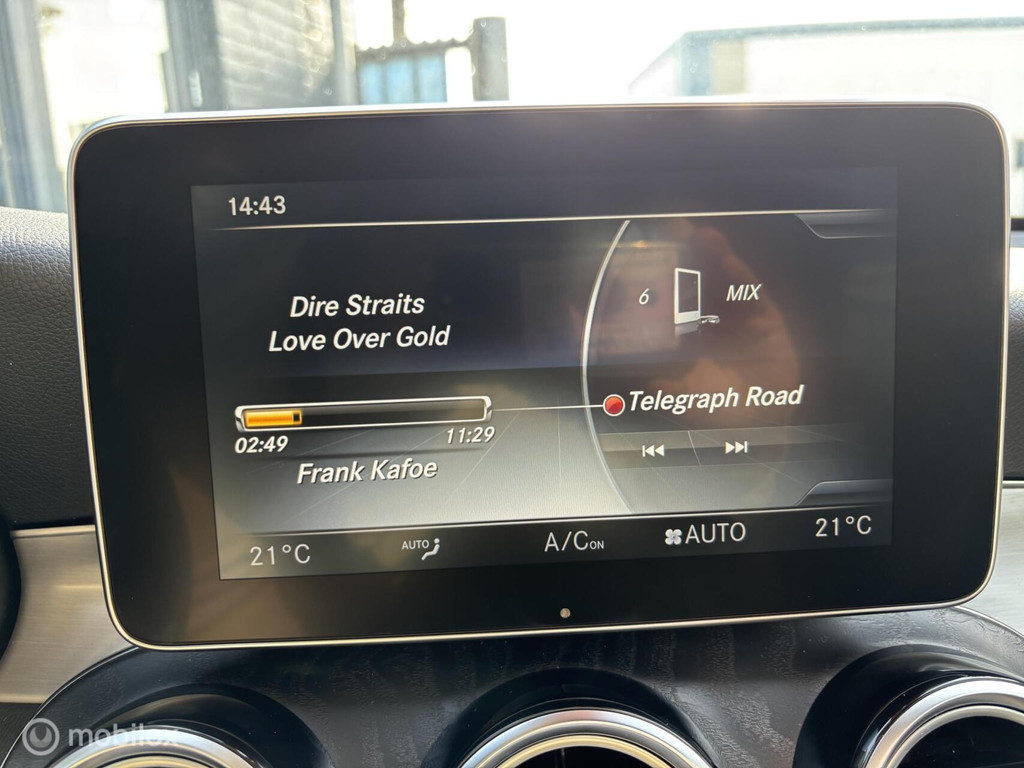 14:43
Dire Straits
Love Over Gold
6 MIX
Telegraph Road
02:49 11:29
Frank Kafoe
21°C AUTO A/C ON AUTO 21°C
mobilox